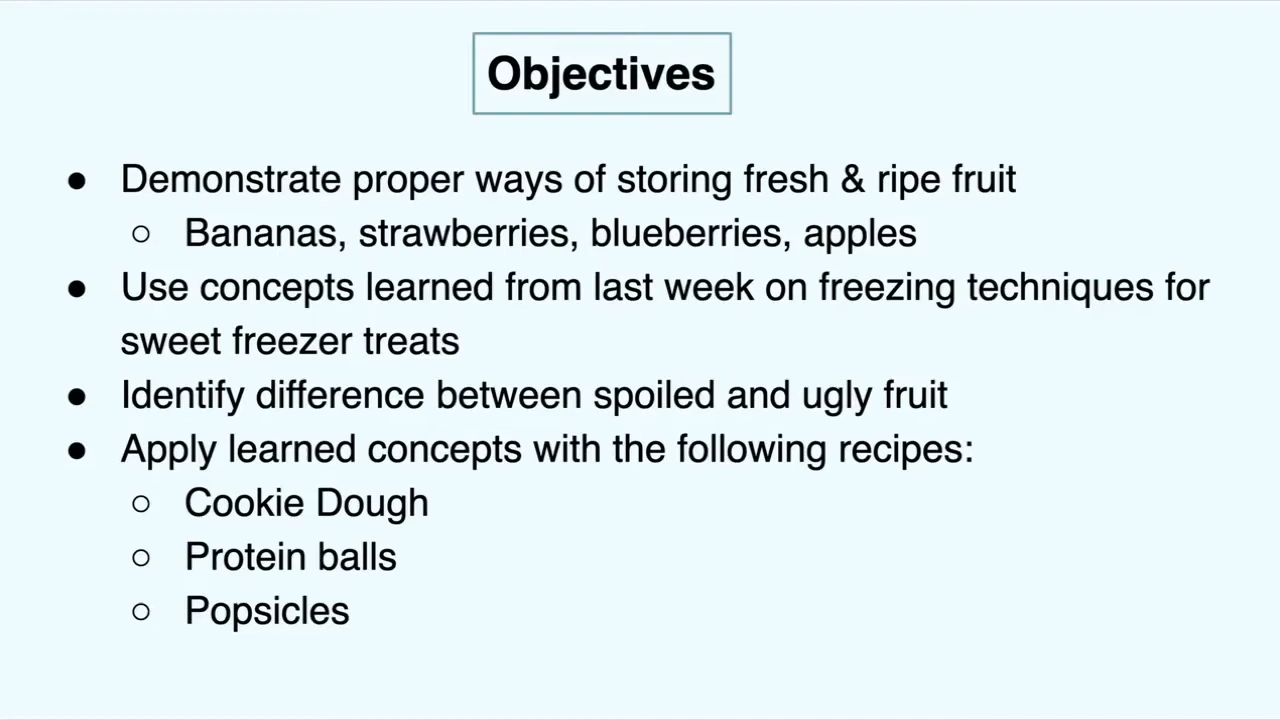 Objectives
● Demonstrate proper ways of storing fresh & ripe fruit
○ Bananas, strawberries, blueberries, apples
● Use concepts learned from last week on freezing techniques for
sweet freezer treats
● Identify difference between spoiled and ugly fruit
● Apply learned concepts with the following recipes:
○ Cookie Dough
○ Protein balls
○ Popsicles